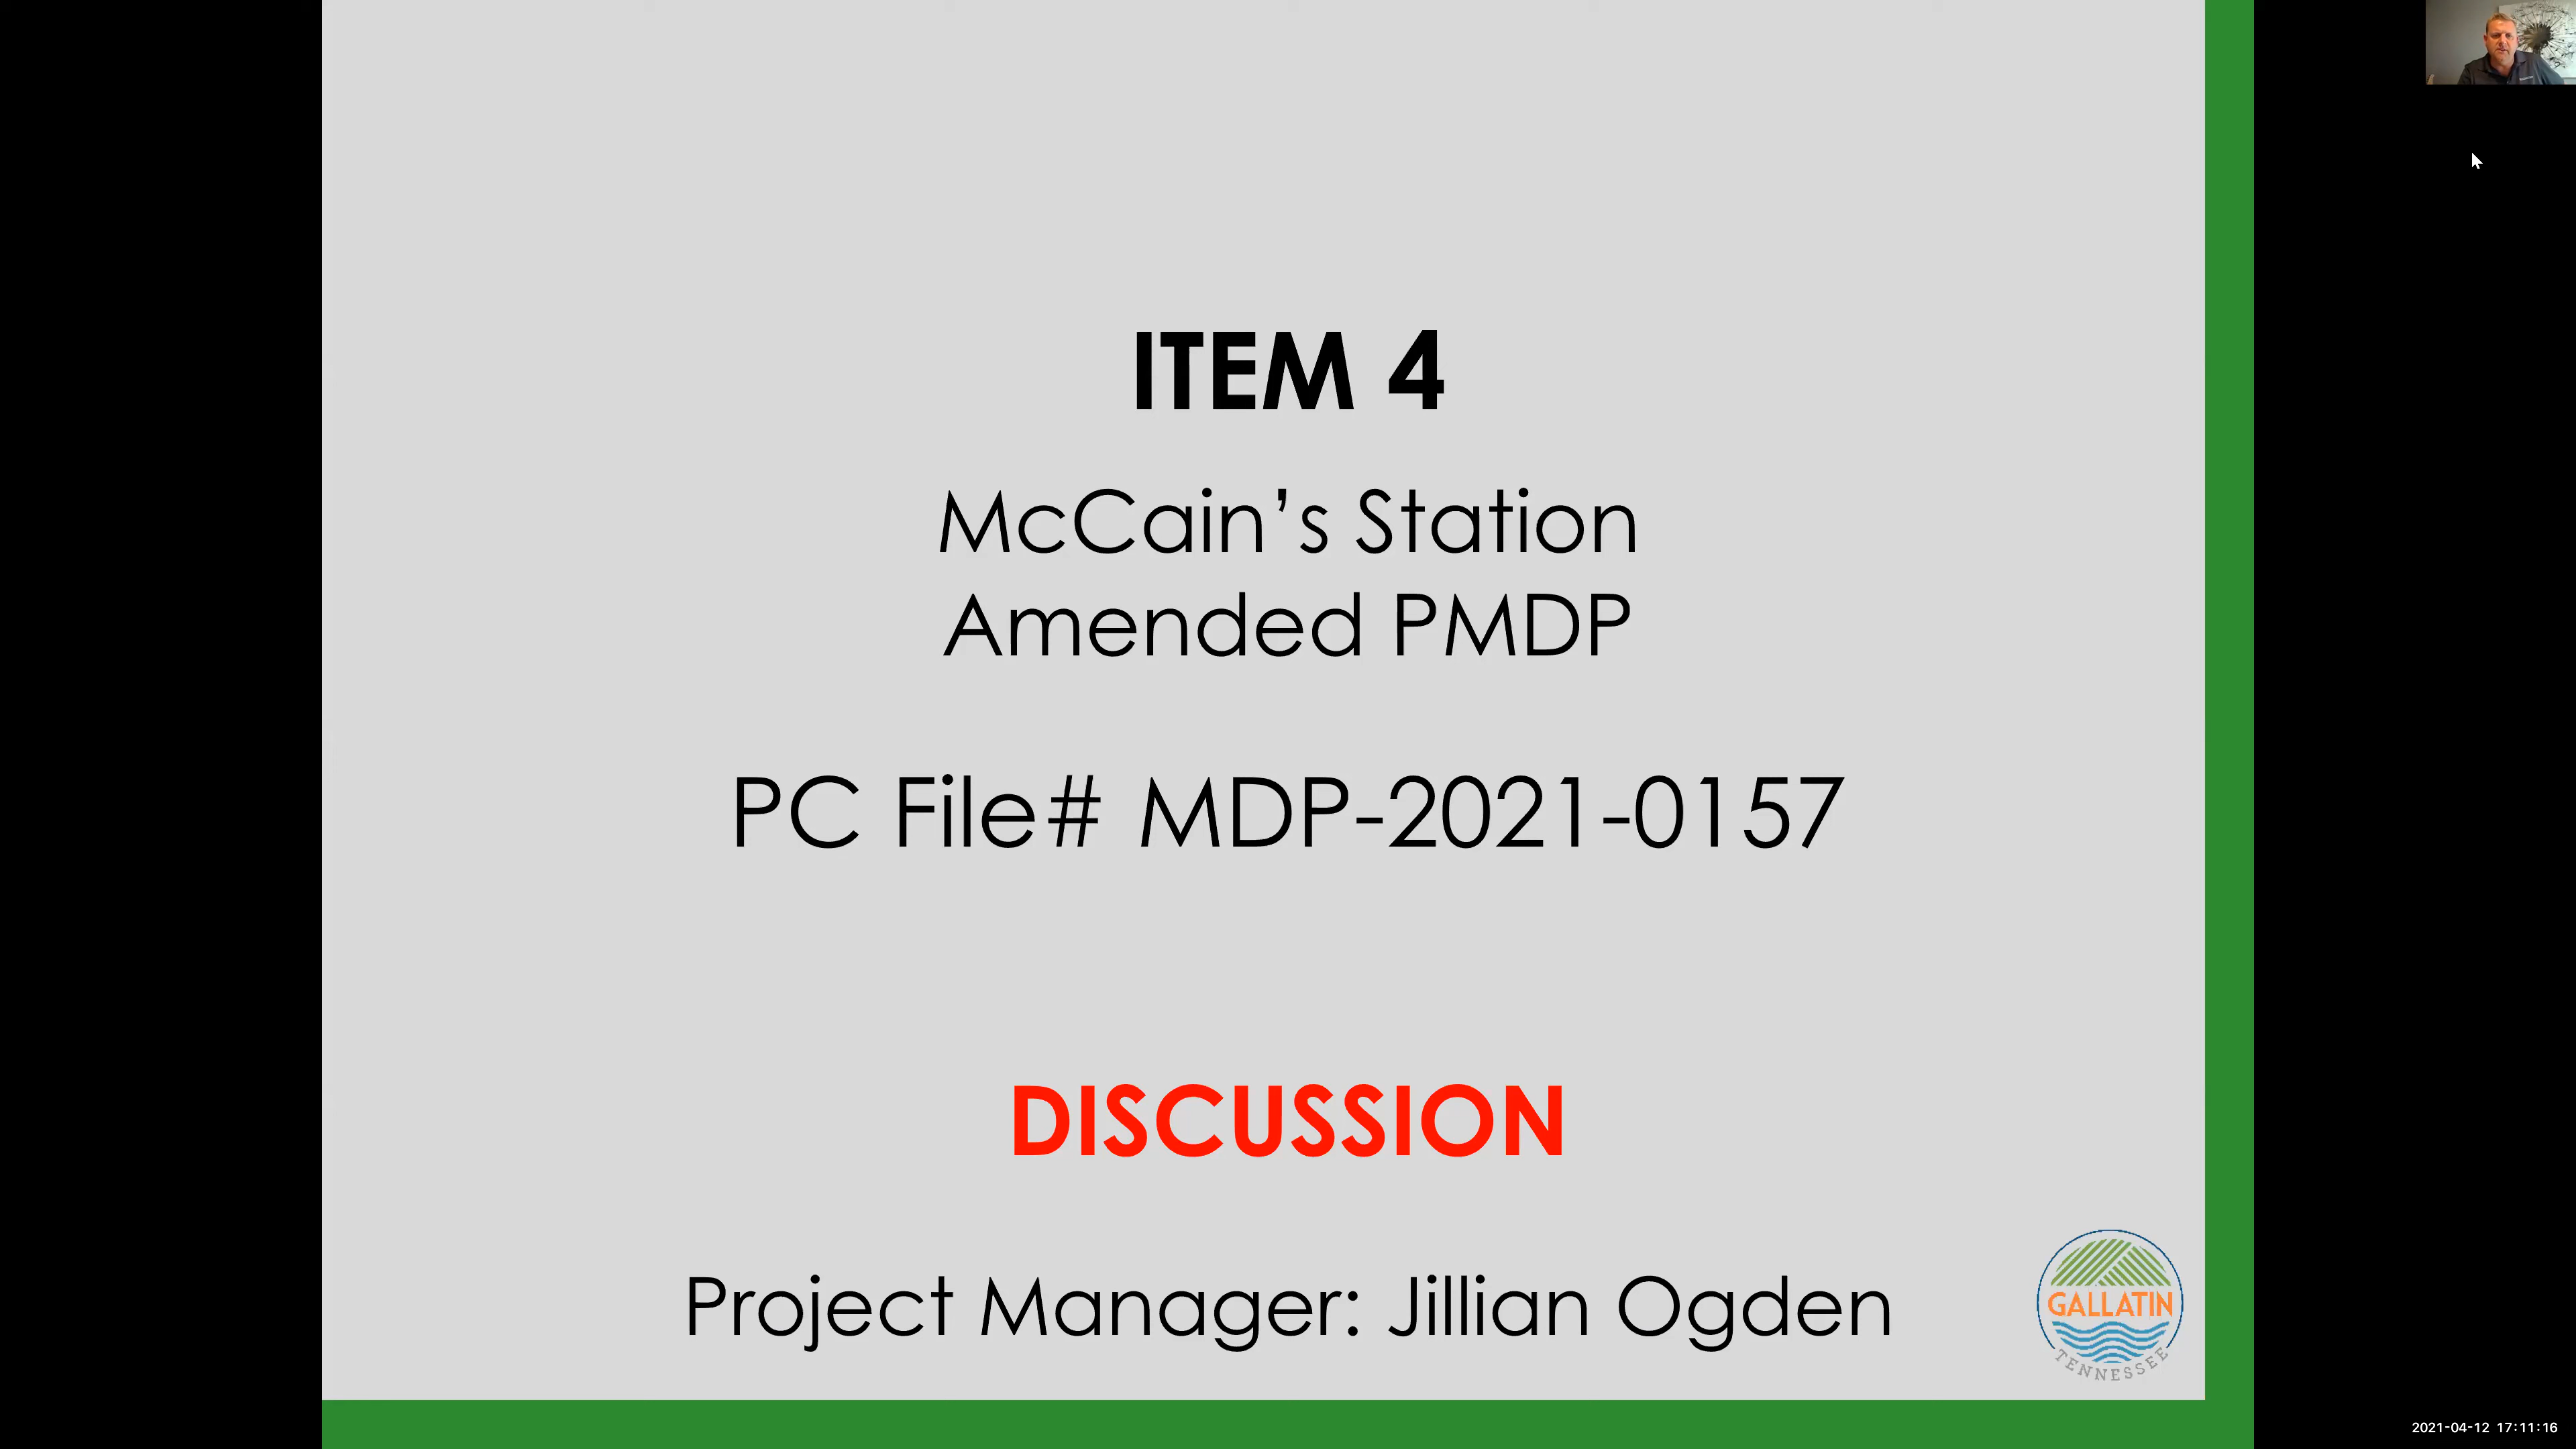 ITEM 4
McCain’s Station
Amended PMDP
PC File# MDP-2021-0157
DISCUSSION
Project Manager: Jillian Ogden
GALLATIN
TENNESSEE
2021-04-12 17:11:16